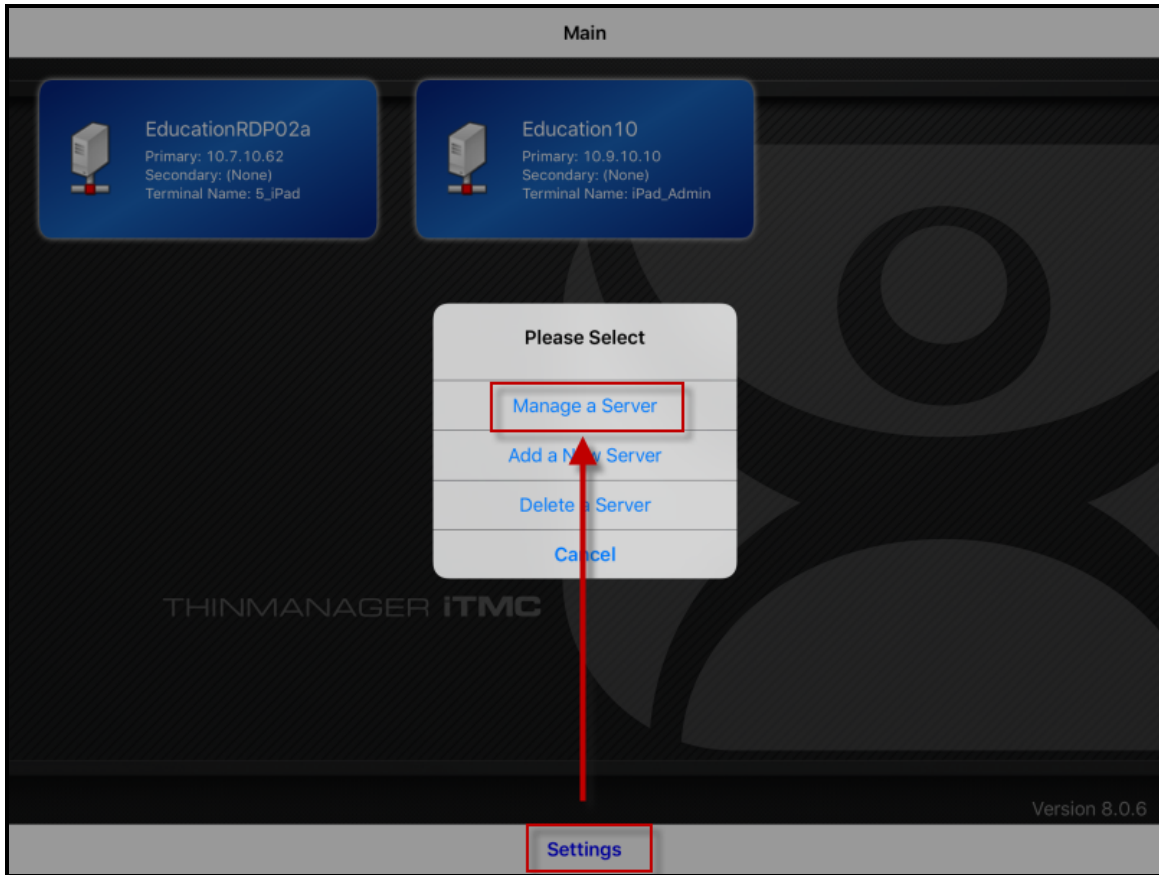 Main
EducationRDP02a
Primary: 10.7.10.62
Secondary: (None)
Terminal Name: 5_iPad
Education10
Primary: 10.9.10.10
Secondary: (None)
Terminal Name: iPad_Admin
Please Select
Manage a Server
Add a New Server
Delete a Server
Cancel
THINMANAGER iTMC
Version 8.0.6
Settings